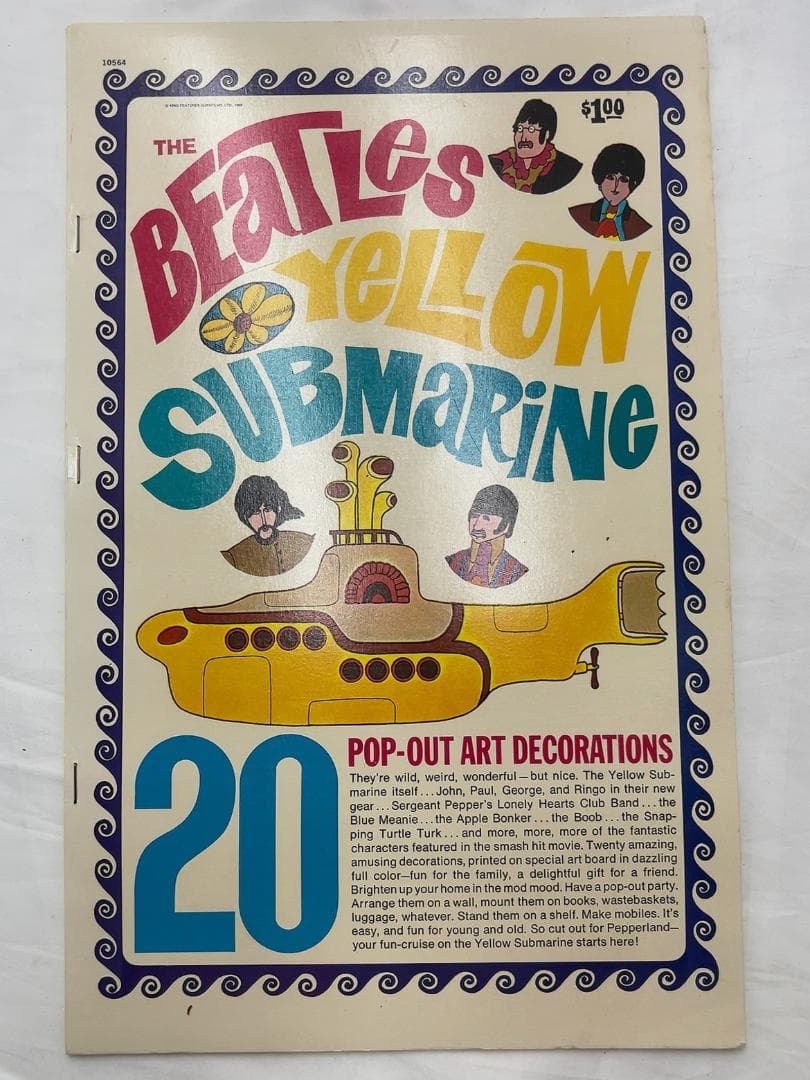 10564
© KING FEATURES-SUBAFILMS LTD., 1968
$1.00
THE
BEATLES
YELLOW
SUBMARINE
20
POP-OUT ART DECORATIONS
They're wild, weird, wonderful—but nice. The Yellow Sub-
marine itself...John, Paul, George, and Ringo in their new
gear...Sergeant Pepper's Lonely Hearts Club Band...the
Blue Meanie...the Apple Bonker...the Boob...the Snap-
ping Turtle Turk...and more, more, more of the fantastic
characters featured in the smash hit movie. Twenty amazing,
amusing decorations, printed on special art board in dazzling
full color—fun for the family, a delightful gift for a friend.
Brighten up your home in the mod mood. Have a pop-out party.
Arrange them on a wall, mount them on books, wastebaskets,
luggage, whatever. Stand them on a shelf. Make mobiles. It's
easy, and fun for young and old. So cut out for Pepperland—
your fun-cruise on the Yellow Submarine starts here!